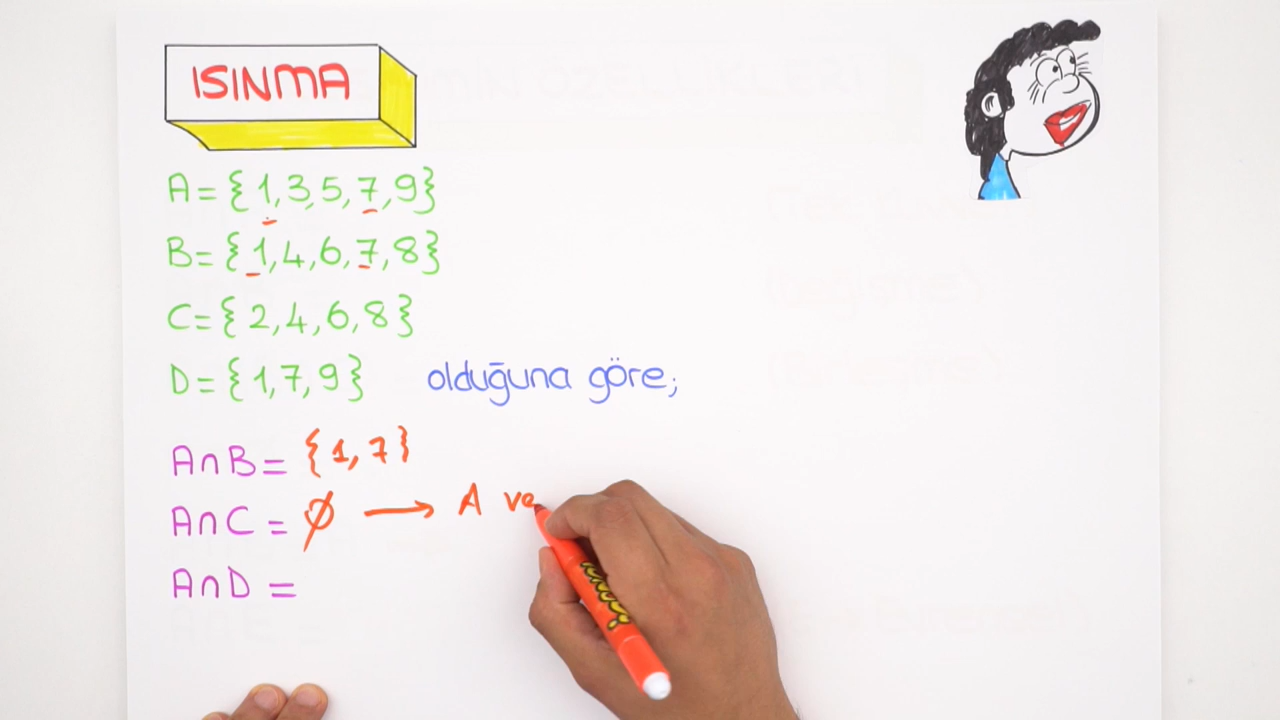 ISINMA
A = {1,3,5,7,9}
B = {1,4,6,7,8}
C = {2,4,6,8}
D = {1,7,9} olduğuna göre;
A∩B = {1,7}
A∩C = ∅ → A ve
A∩D =